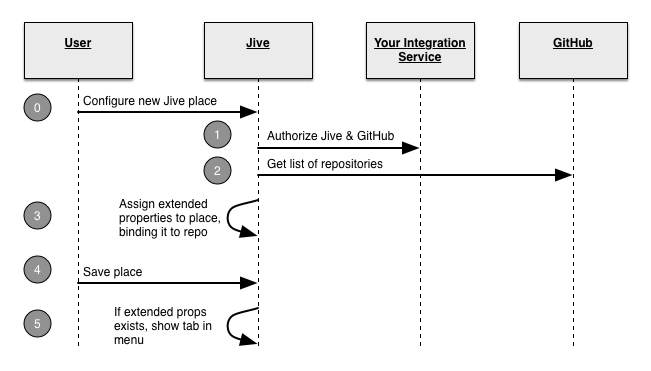 User
Jive
Your Integration
Service
GitHub
0
Configure new Jive place
1
Authorize Jive & GitHub
2
Get list of repositories
3
Assign extended
properties to place,
binding it to repo
4
Save place
5
If extended props
exists, show tab in
menu